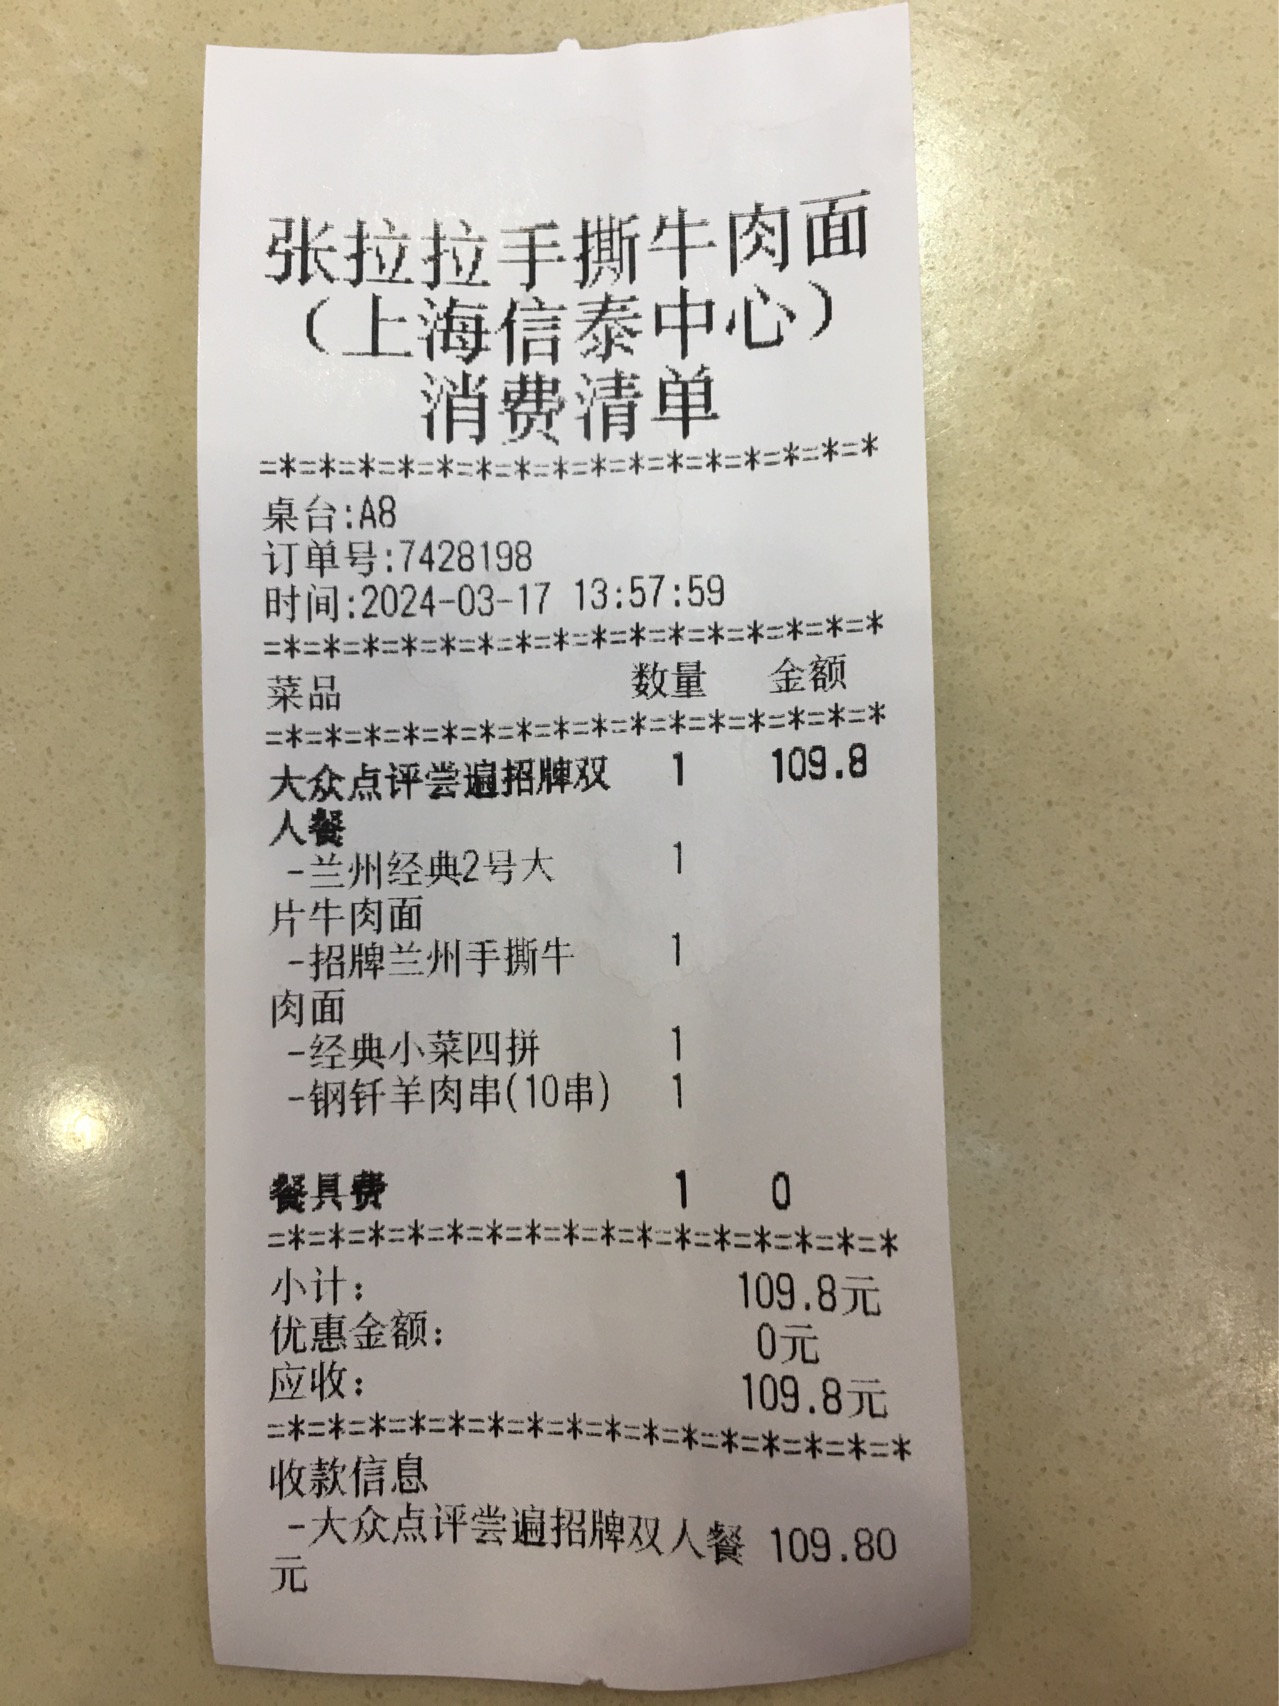 张拉拉手撕牛肉面
（上海信泰中心）
消费清单
=*=*=*=*=*=*=*=*=*=*=*=*=*=*=*=*
桌台:A8
订单号:7428198
时间:2024-03-17 13:57:59
=*=*=*=*=*=*=*=*=*=*=*=*=*=*=*=*
菜品 数量 金额
=*=*=*=*=*=*=*=*=*=*=*=*=*=*=*=*
大众点评尝遍招牌双 1 109.8
人餐
-兰州经典2号大 1
片牛肉面
-招牌兰州手撕牛 1
肉面
-经典小菜四拼 1
-钢钎羊肉串(10串) 1
餐具费 1 0
=*=*=*=*=*=*=*=*=*=*=*=*=*=*=*=*
小计： 109.8元
优惠金额： 0元
应收： 109.8元
=*=*=*=*=*=*=*=*=*=*=*=*=*=*=*=*
收款信息
-大众点评尝遍招牌双人餐 109.80
元